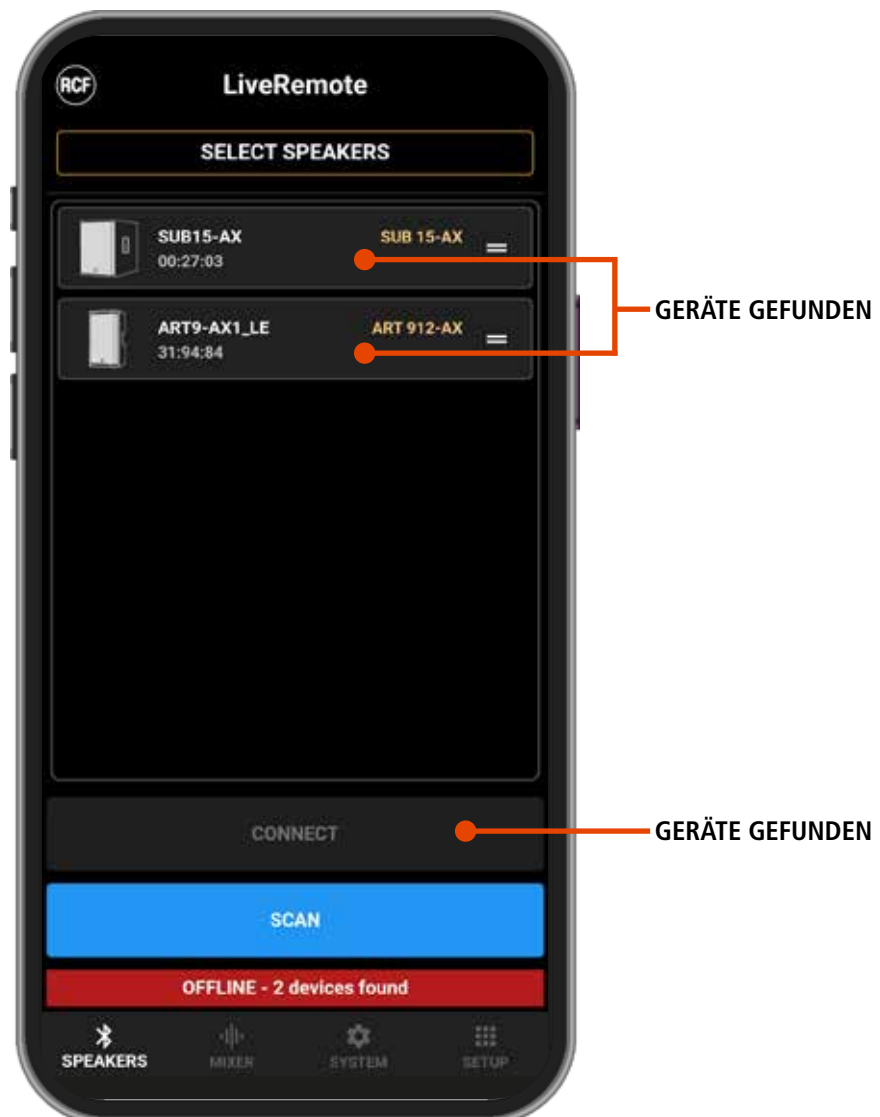 RCF
LiveRemote
SELECT SPEAKERS
SUB15-AX
SUB 15-AX
00:27:03
GERÄTE GEFUNDEN
ART9-AX1_LE
ART 912-AX
31:94:84
CONNECT
GERÄTE GEFUNDEN
SCAN
OFFLINE - 2 devices found
SPEAKERS
MIXER
SYSTEM
SETUP